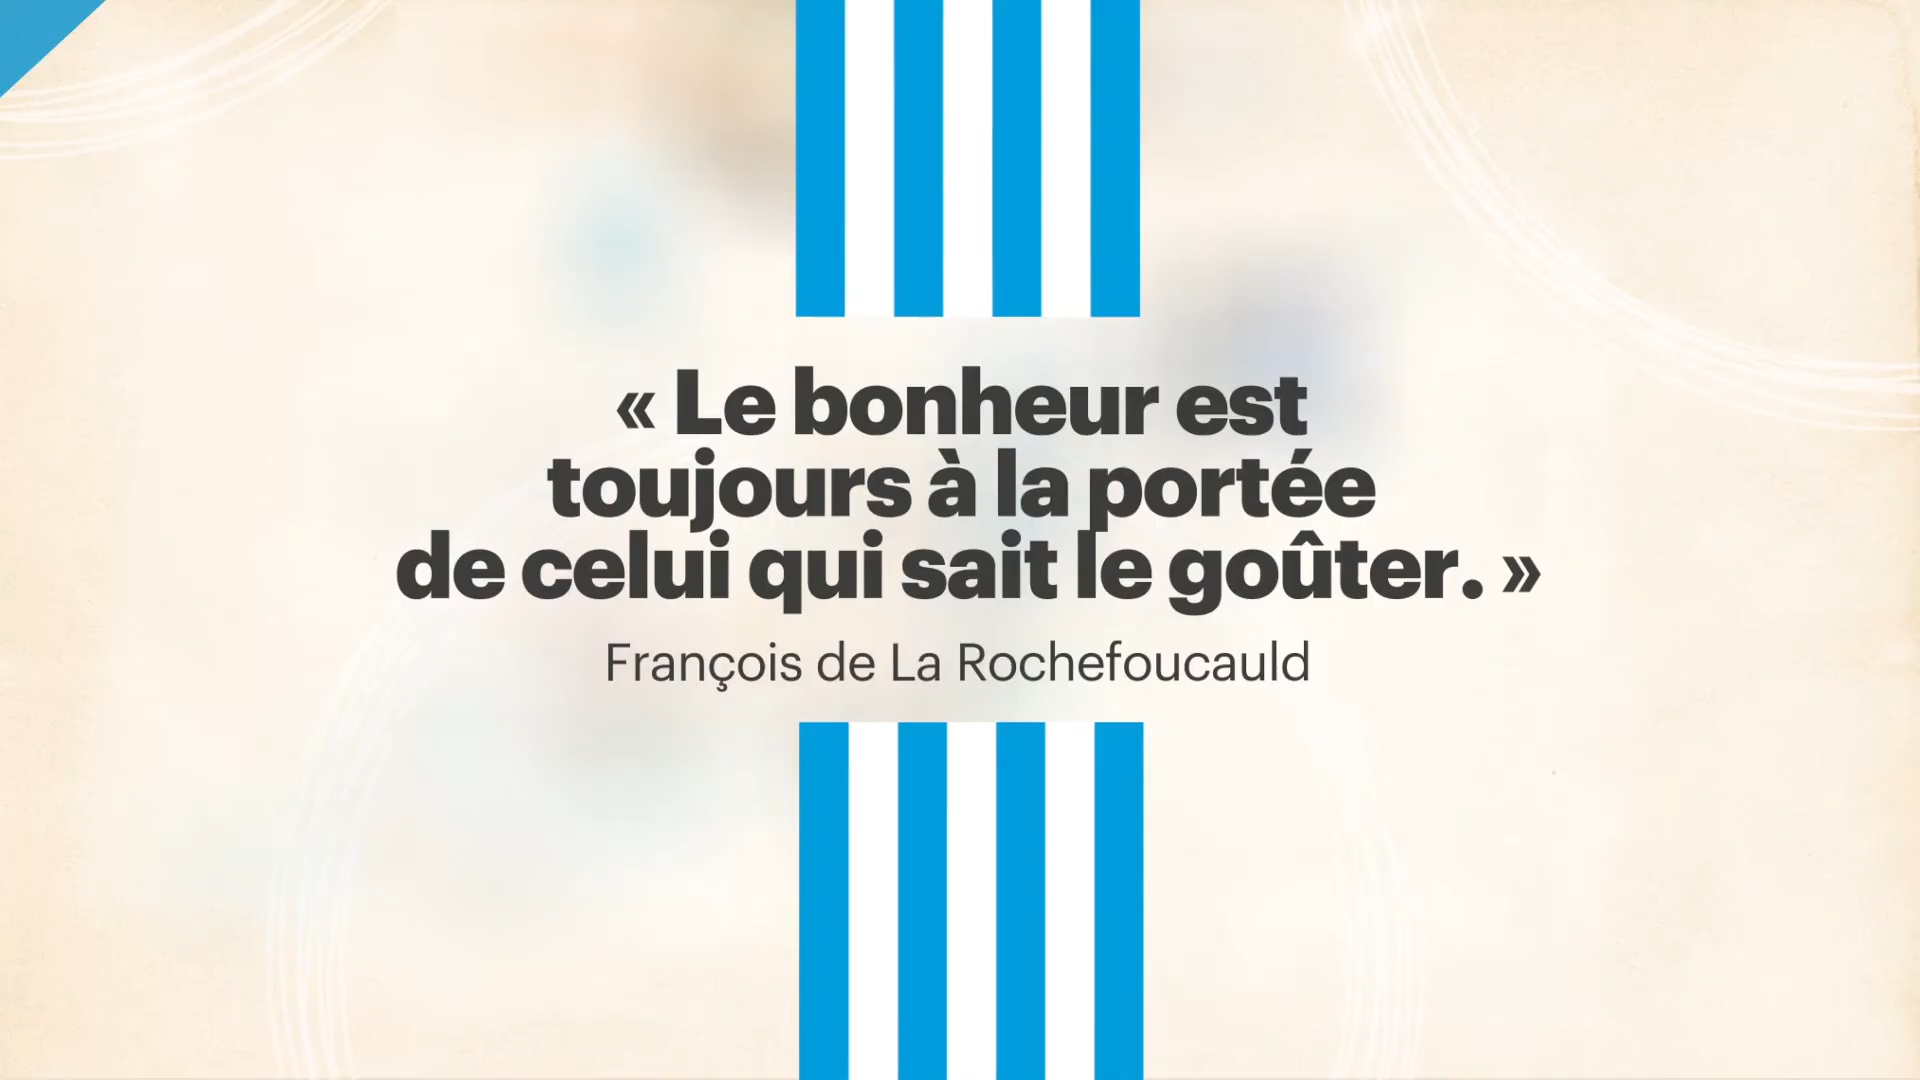 « Le bonheur est
toujours à la portée
de celui qui sait le goûter. »
François de La Rochefoucauld